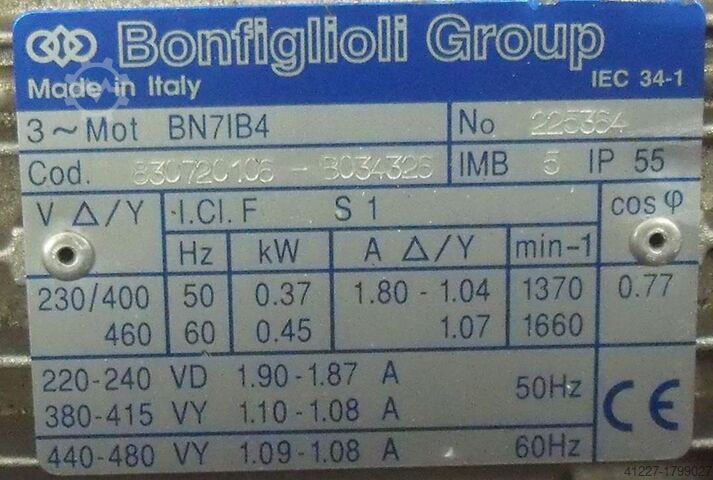 Bonfiglioli Group
Made in Italy IEC 34-1
3~Mot BN71B4 No 225364
Cod. 830720106 - B034326 IMB 5 IP 55
V Δ/Y I.Cl.F S1 cos φ
Hz kW A Δ/Y min-1
230/400 50 0.37 1.80-1.04 1370 0.77
460 60 0.45 1.07 1660
220-240 VD 1.90-1.87 A 50Hz
380-415 VY 1.10-1.08 A
CE
440-480 VY 1.09-1.08 A 60Hz
41227-1799027